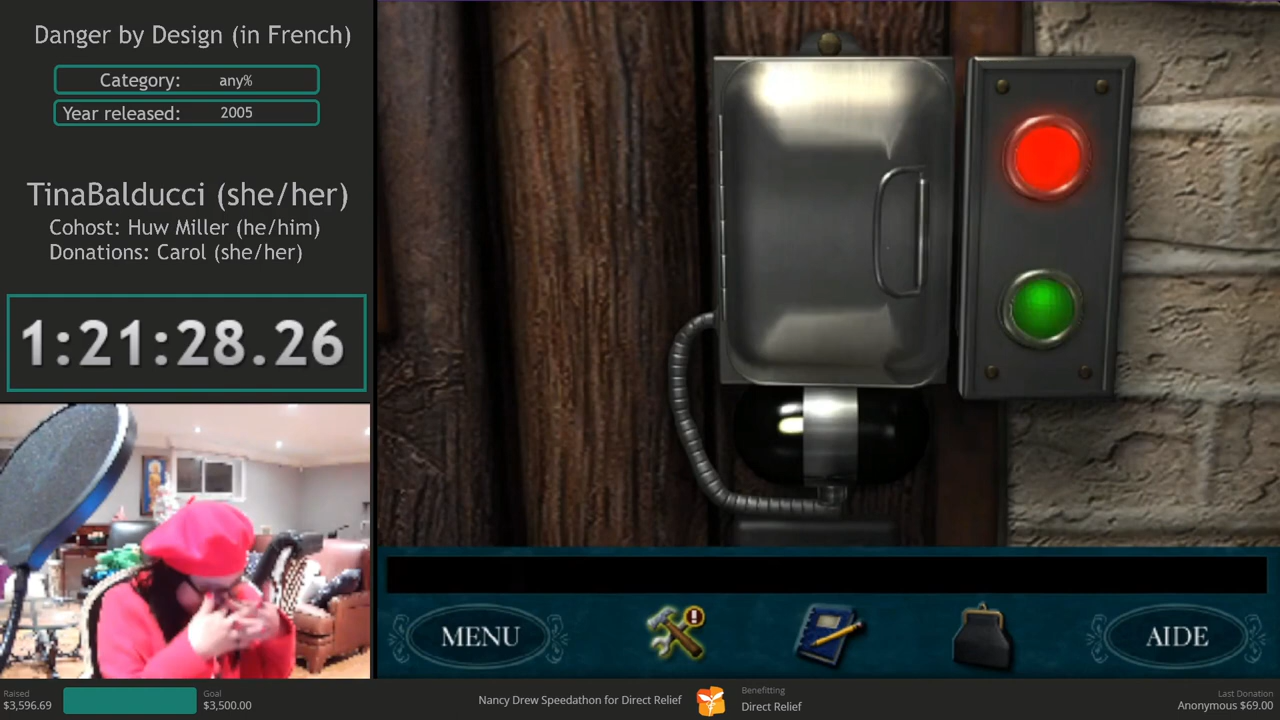 Danger by Design (in French)
Category: any%
Year released: 2005
TinaBalducci (she/her)
Cohost: Huw Miller (he/him)
Donations: Carol (she/her)
1:21:28.26
MENU
AIDE
Raised
$3,596.69
Goal
$3,500.00
Nancy Drew Speedathon for Direct Relief
Benefitting
Direct Relief
Last Donation
Anonymous $69.00